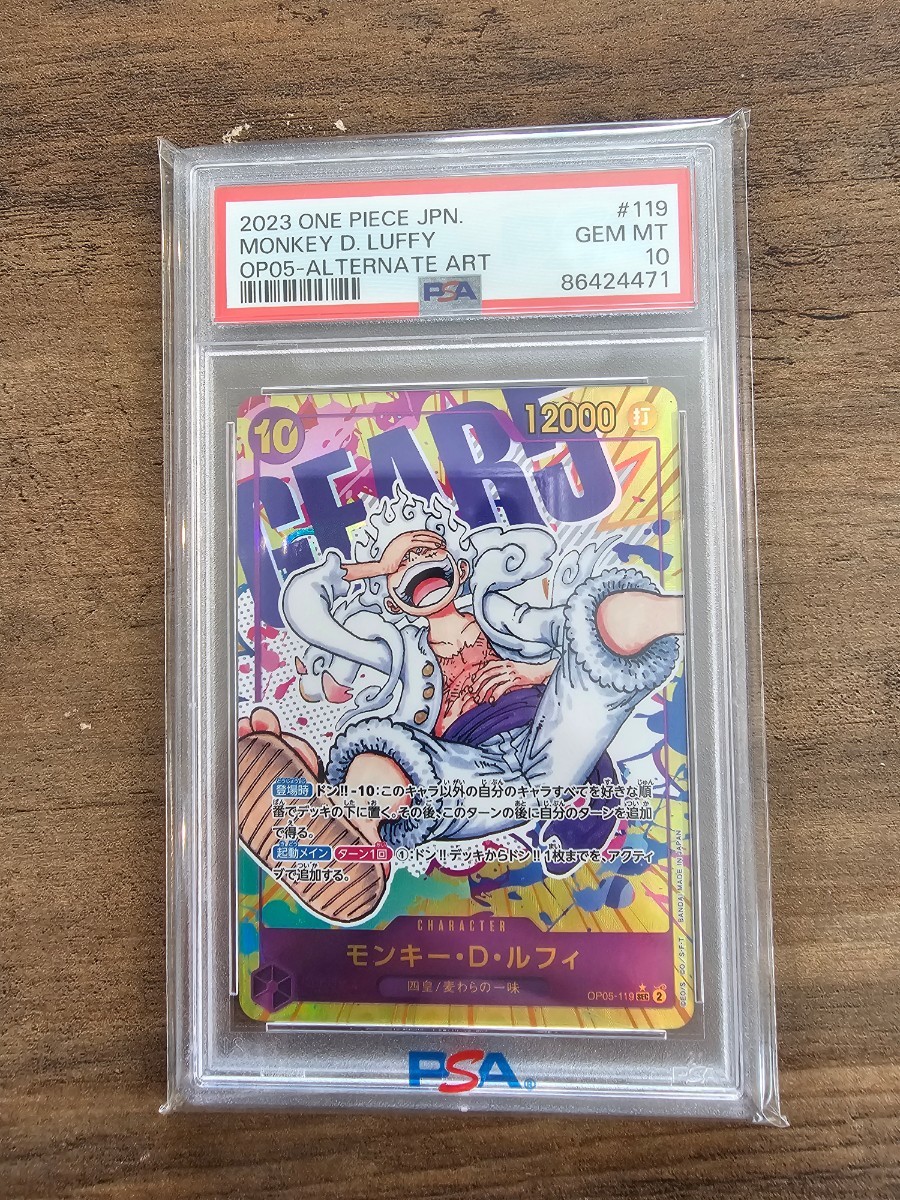 2023 ONE PIECE JPN. #119
MONKEY D. LUFFY GEM MT
OP05-ALTERNATE ART 10
PSA 86424471
10 12000 打
GEAR5
登場時 ドン!!-10:このキャラ以外の自分のキャラすべてを好きな順
番でデッキの下に置く。その後、このターンの後に自分のターンを追加
で得る。
起動メイン ターン1回 ①:ドン!!デッキからドン!!1枚までを、アクティ
ブで追加する。
CHARACTER
モンキー・D・ルフィ
四皇/麦わらの一味
OP05-119 SEC 2
©EO/S, ©O/S・F・T BANDAI MADE IN JAPAN
PSA®